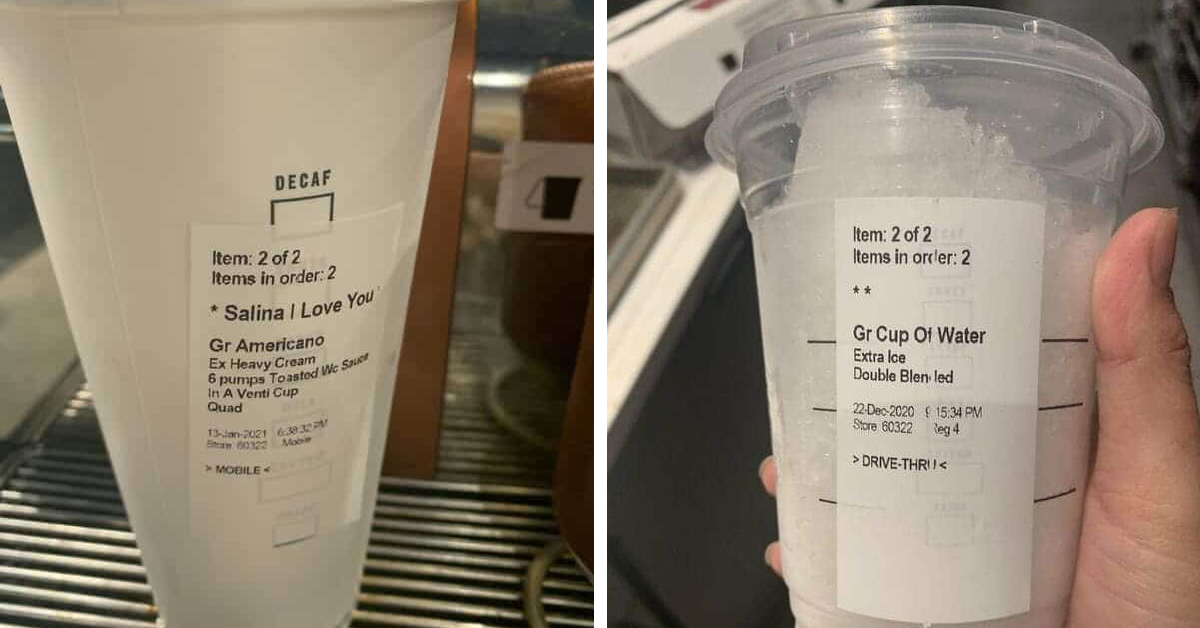 DECAF
Item: 2 of 2
Items in order: 2
* Salina I Love You
Gr Americano
Ex Heavy Cream
6 pumps Toasted Wc Sauce
In A Venti Cup
Quad
13-Jan-2021 6:38:32 PM
Store: 60322 Mobile
> MOBILE <
Item: 2 of 2
Items in order: 2
* *
Gr Cup Of Water
Extra Ice
Double Blended
22-Dec-2020 9:15:34 PM
Store: 60322 Reg 4
> DRIVE-THRU <